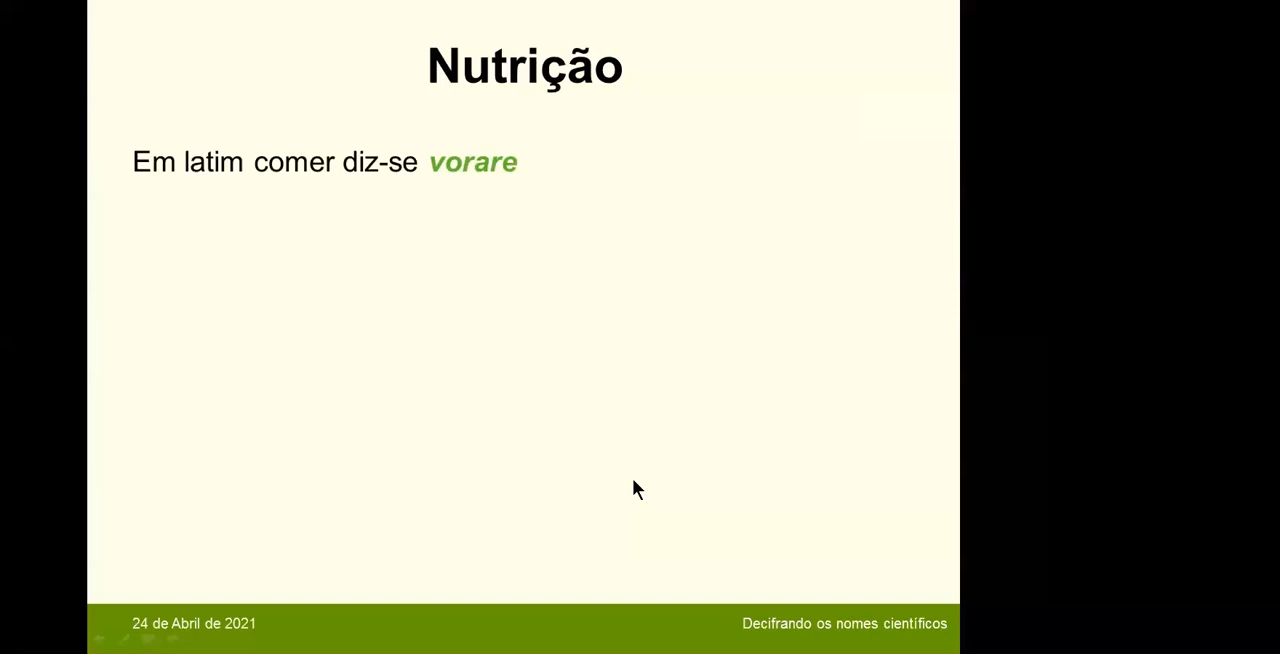 Nutrição
Em latim comer diz-se vorare
24 de Abril de 2021
Decifrando os nomes científicos